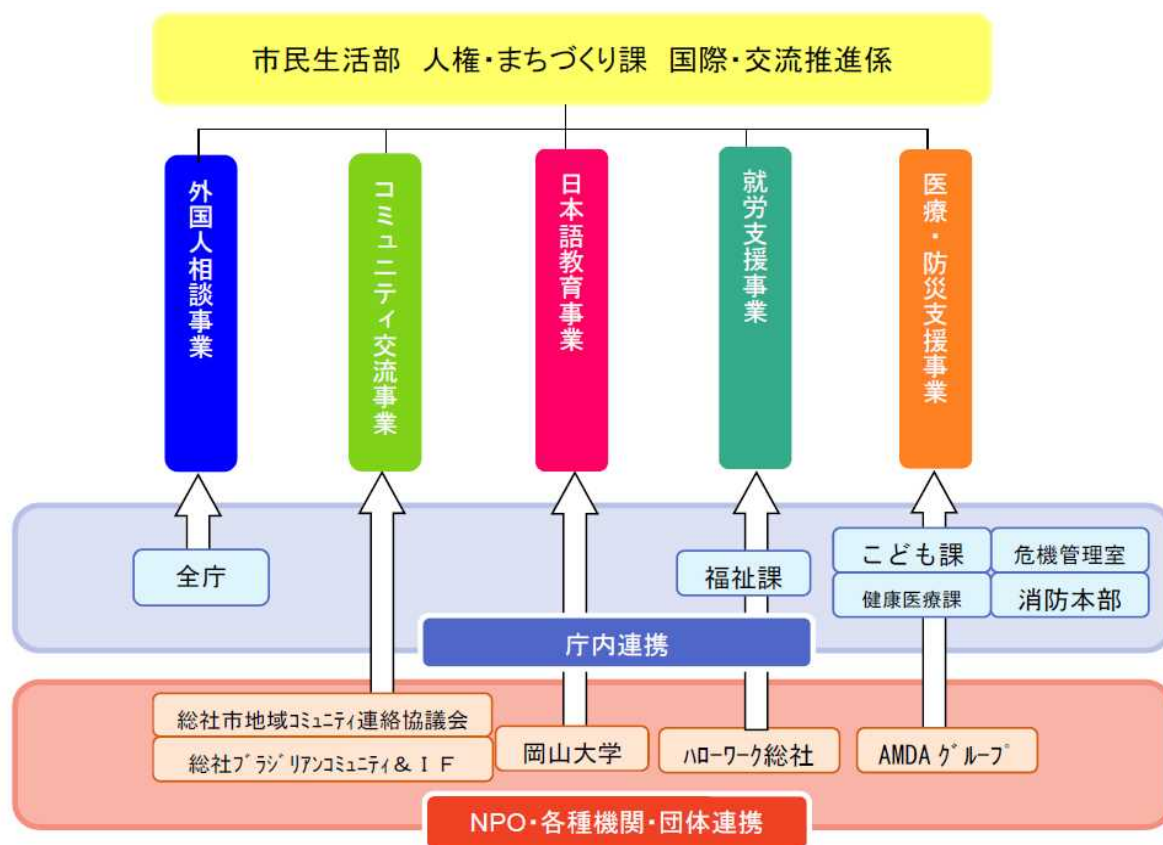 市民生活部 人権・まちづくり課 国際・交流推進係
外国人相談事業
コミュニティ交流事業
日本語教育事業
就労支援事業
医療・防災支援事業
全庁
福祉課
こども課
危機管理室
健康医療課
消防本部
庁内連携
総社市地域ｺﾐｭﾆﾃｨ連絡協議会
総社ﾌﾞﾗｼﾞﾘｱﾝｺﾐｭﾆﾃｨ＆ＩＦ
岡山大学
ﾊﾛｰﾜｰｸ総社
AMDA ｸﾞﾙｰﾌﾟ
NPO・各種機関・団体連携